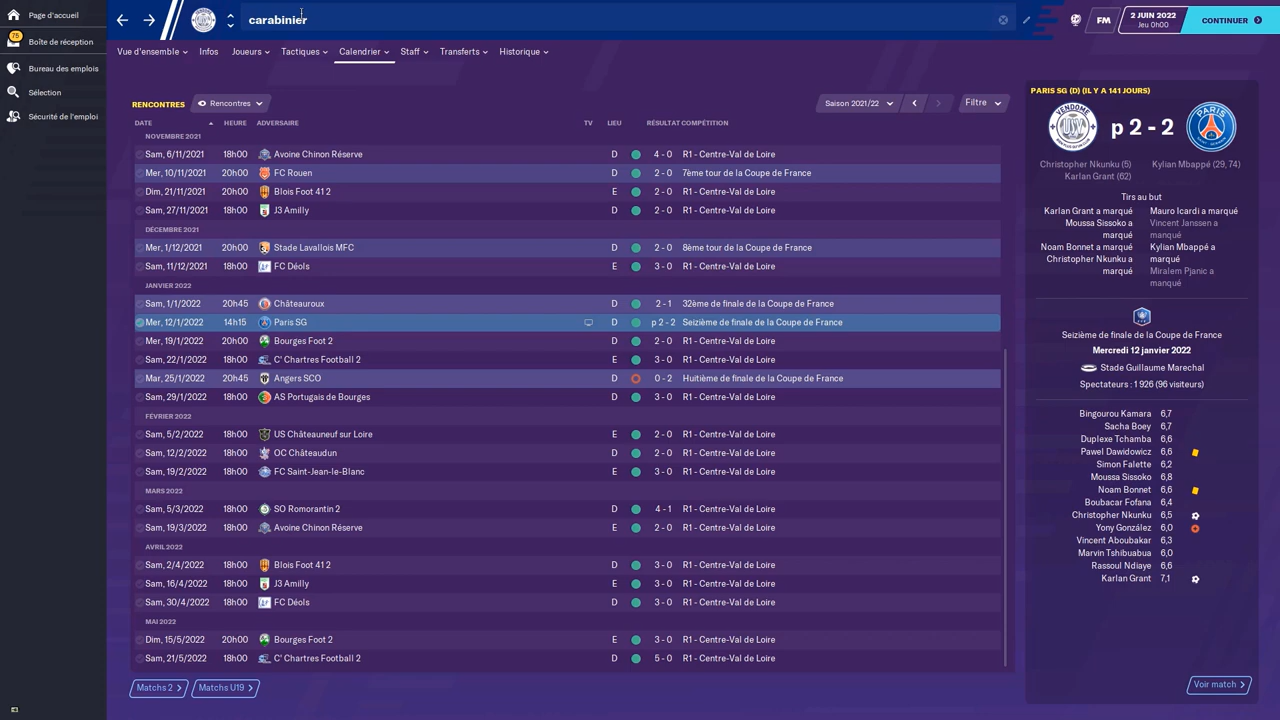 Page d'accueil
carabinier
FM
2 JUIN 2022
Jeu 0h00
CONTINUER
75
Boîte de réception
Bureau des emplois
Sélection
Sécurité de l'emploi
Vue d'ensemble Infos Joueurs Tactiques Calendrier Staff Transferts Historique
RENCONTRES Rencontres Saison 2021/22 Filtre
DATE HEURE ADVERSAIRE TV LIEU RÉSULTAT COMPÉTITION
NOVEMBRE 2021
Sam, 6/11/2021 18h00 Avoine Chinon Réserve D 4 - 0 R1 - Centre-Val de Loire
Mer, 10/11/2021 20h00 FC Rouen D 2 - 0 7ème tour de la Coupe de France
Dim, 21/11/2021 20h00 Blois Foot 41 2 E 2 - 0 R1 - Centre-Val de Loire
Sam, 27/11/2021 18h00 J3 Amilly D 2 - 0 R1 - Centre-Val de Loire
DÉCEMBRE 2021
Mer, 1/12/2021 20h00 Stade Lavallois MFC D 2 - 0 8ème tour de la Coupe de France
Sam, 11/12/2021 18h00 FC Déols E 3 - 0 R1 - Centre-Val de Loire
JANVIER 2022
Sam, 1/1/2022 20h45 Châteauroux D 2 - 1 32ème de finale de la Coupe de France
Mer, 12/1/2022 14h15 Paris SG D p 2 - 2 Seizième de finale de la Coupe de France
Mer, 19/1/2022 20h00 Bourges Foot 2 D 2 - 0 R1 - Centre-Val de Loire
Sam, 22/1/2022 18h00 C' Chartres Football 2 E 3 - 0 R1 - Centre-Val de Loire
Mar, 25/1/2022 20h45 Angers SCO D 0 - 2 Huitième de finale de la Coupe de France
Sam, 29/1/2022 18h00 AS Portugais de Bourges D 3 - 0 R1 - Centre-Val de Loire
FÉVRIER 2022
Sam, 5/2/2022 18h00 US Châteauneuf sur Loire E 2 - 0 R1 - Centre-Val de Loire
Sam, 12/2/2022 18h00 OC Châteaudun D 2 - 0 R1 - Centre-Val de Loire
Sam, 19/2/2022 18h00 FC Saint-Jean-le-Blanc E 3 - 0 R1 - Centre-Val de Loire
MARS 2022
Sam, 5/3/2022 18h00 SO Romorantin 2 D 4 - 1 R1 - Centre-Val de Loire
Sam, 19/3/2022 18h00 Avoine Chinon Réserve E 2 - 0 R1 - Centre-Val de Loire
AVRIL 2022
Sam, 2/4/2022 18h00 Blois Foot 41 2 D 3 - 0 R1 - Centre-Val de Loire
Sam, 16/4/2022 18h00 J3 Amilly E 3 - 0 R1 - Centre-Val de Loire
Sam, 30/4/2022 18h00 FC Déols D 3 - 0 R1 - Centre-Val de Loire
MAI 2022
Dim, 15/5/2022 20h00 Bourges Foot 2 E 3 - 0 R1 - Centre-Val de Loire
Sam, 21/5/2022 18h00 C' Chartres Football 2 D 5 - 0 R1 - Centre-Val de Loire
Matchs 2 Matchs U19
PARIS SG (D) (IL Y A 141 JOURS)
VENDOME
USV
p 2 - 2
PARIS
Christopher Nkunku (5) Kylian Mbappé (29, 74)
Karlan Grant (62)
Tirs au but
Karlan Grant a marqué Mauro Icardi a marqué
Moussa Sissoko a Vincent Janssen a
marqué manqué
Noam Bonnet a marqué Kylian Mbappé a
Christopher Nkunku a marqué
marqué Miralem Pjanic a
manqué
Seizième de finale de la Coupe de France
Mercredi 12 janvier 2022
Stade Guillaume Marechal
Spectateurs : 1 926 (96 visiteurs)
Bingourou Kamara 6,7
Sacha Boey 6,7
Duplexe Tchamba 6,6
Pawel Dawidowicz 6,6
Simon Falette 6,2
Moussa Sissoko 6,8
Noam Bonnet 6,6
Boubacar Fofana 6,4
Christopher Nkunku 6,5
Yony González 6,0
Vincent Aboubakar 6,3
Marvin Tshibuabua 6,0
Rassoul Ndiaye 6,6
Karlan Grant 7,1
Voir match